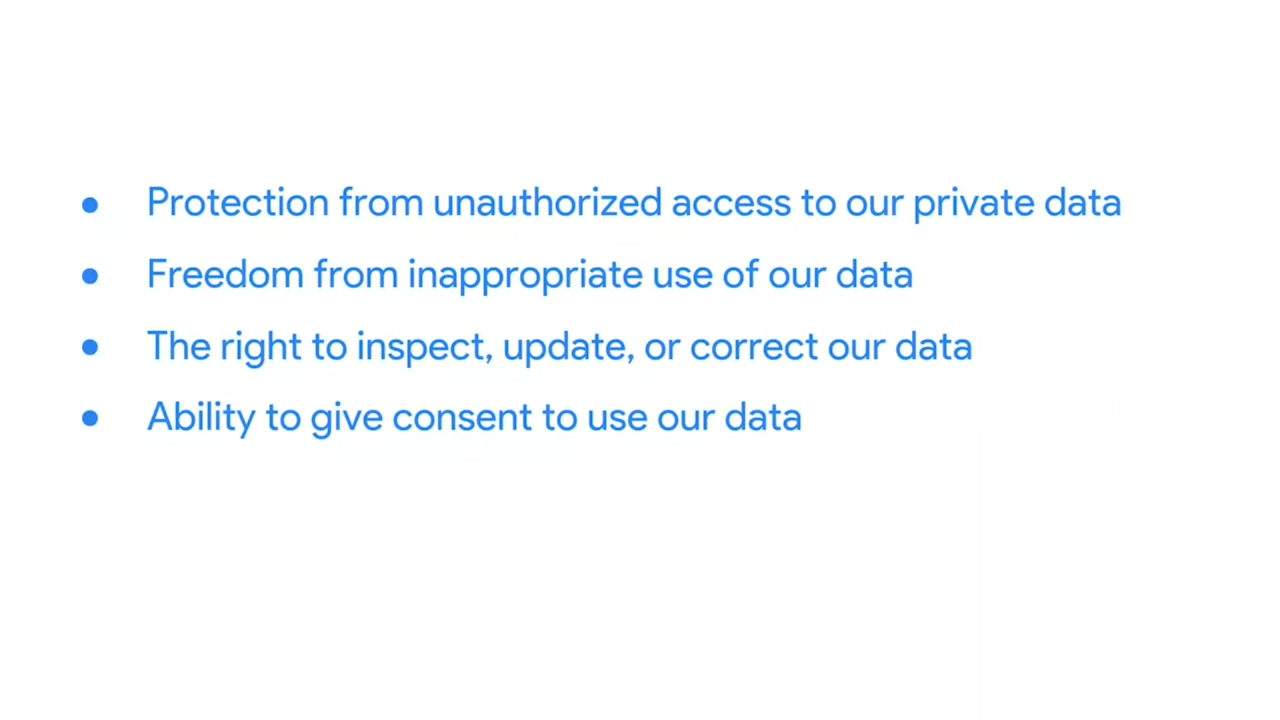 ● Protection from unauthorized access to our private data
● Freedom from inappropriate use of our data
● The right to inspect, update, or correct our data
● Ability to give consent to use our data